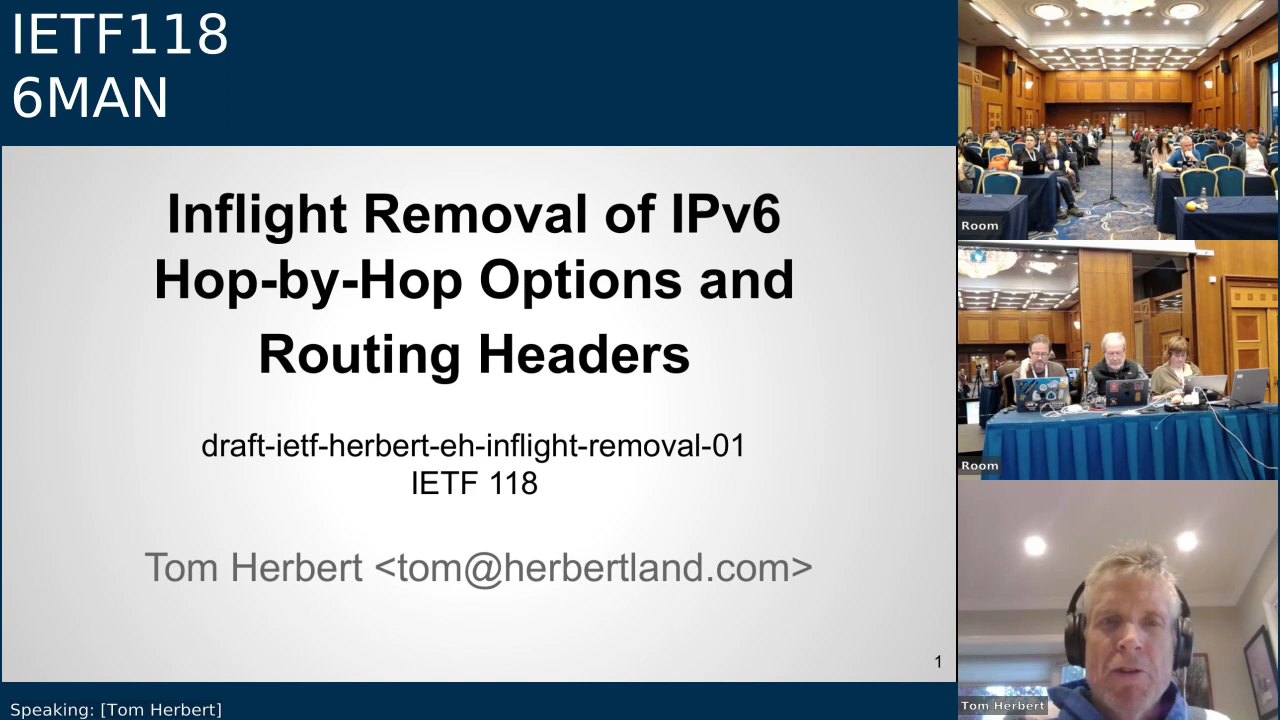 IETF118
6MAN
Inflight Removal of IPv6
Hop-by-Hop Options and
Routing Headers
draft-ietf-herbert-eh-inflight-removal-01
IETF 118
Tom Herbert <tom@herbertland.com>
1
Speaking: [Tom Herbert]
Room
Room
Tom Herbert